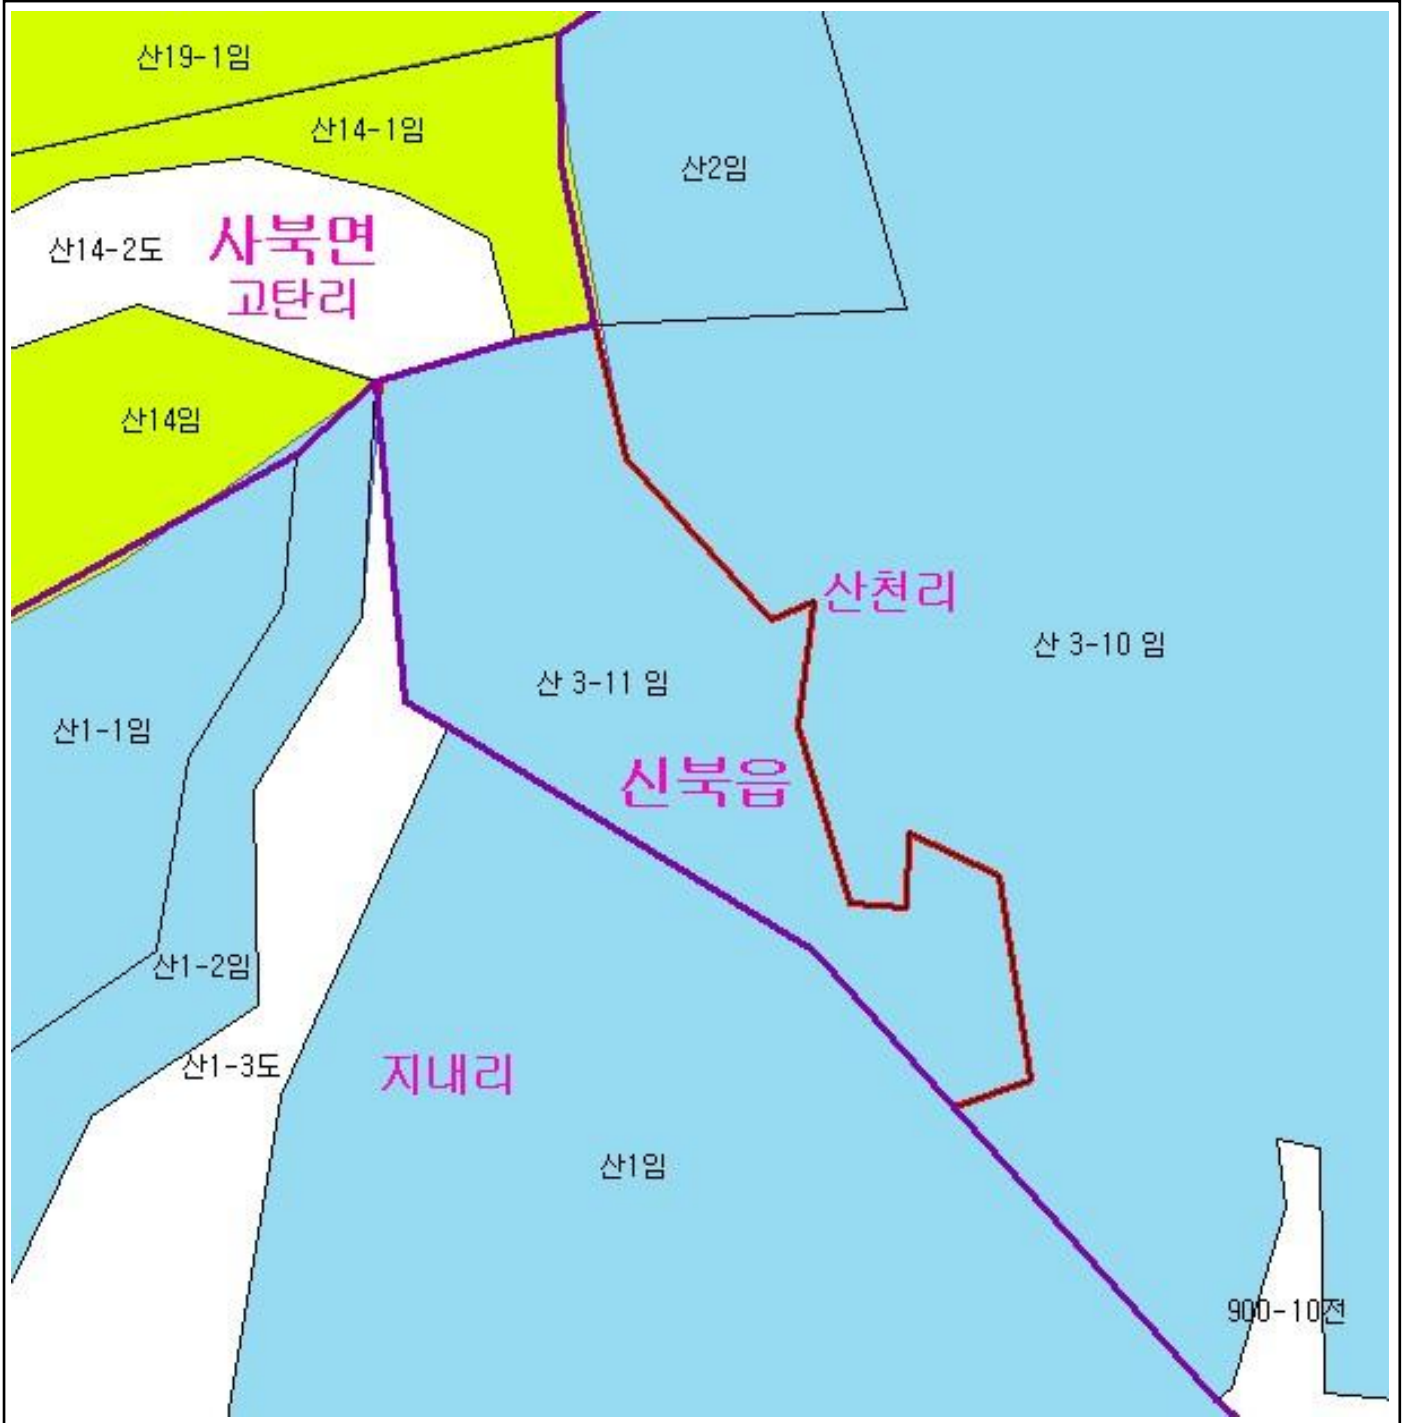 산19-1임
산14-1임
산2임
산14-2도
사북면
고탄리
산14임
산천리
산 3-10 임
산 3-11 임
산1-1임
신북읍
산1-2임
산1-3도
지내리
산1임
900-10전